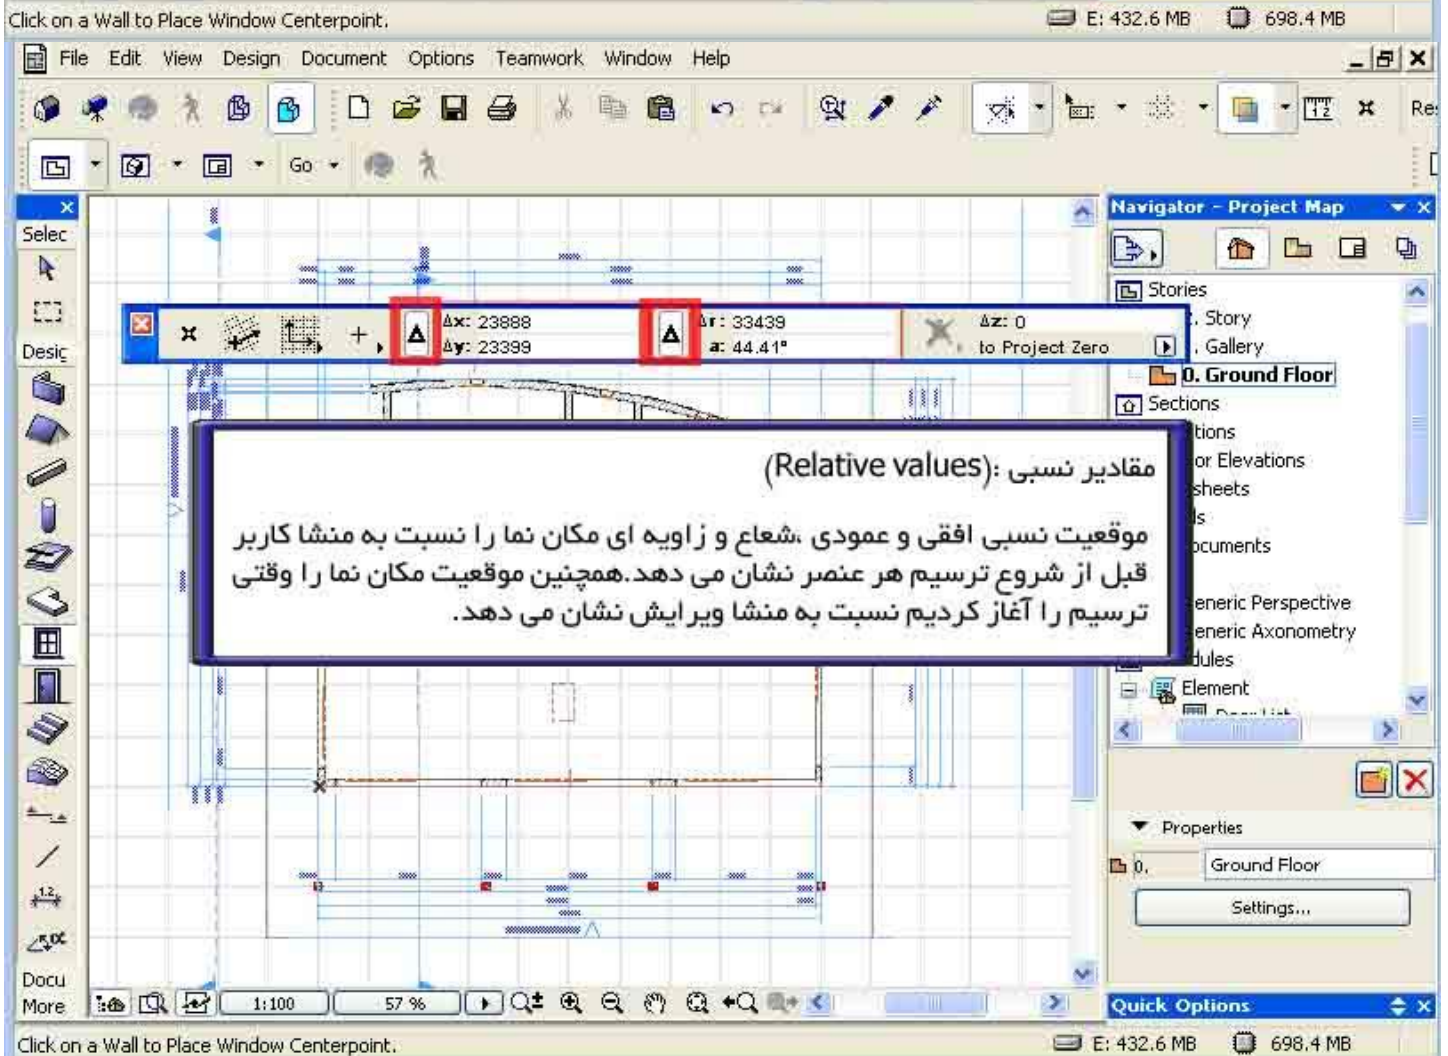 Click on a Wall to Place Window Centerpoint.
E: 432.6 MB
698.4 MB
File Edit View Design Document Options Teamwork Window Help
Go
Navigator - Project Map
Selec
Stories
. Story
. Gallery
0. Ground Floor
Sections
Δx: 23888
Δy: 23399
Δr: 33439
a: 44.41°
Δz: 0
to Project Zero
Desig
مقادیر نسبی :(Relative values)
موقعیت نسبی افقی و عمودی ،شعاع و زاویه ای مکان نما را نسبت به منشا کاربر
قبل از شروع ترسیم هر عنصر نشان می دهد.همچنین موقعیت مکان نما را وقتی
ترسیم را آغاز کردیم نسبت به منشا ویرایش نشان می دهد.
tions
or Elevations
sheets
ls
ocuments
eneric Perspective
eneric Axonometry
dules
Element
Properties
0.
Ground Floor
Settings...
Docu
More
1:100
57 %
Quick Options
Click on a Wall to Place Window Centerpoint.
E: 432.6 MB
698.4 MB